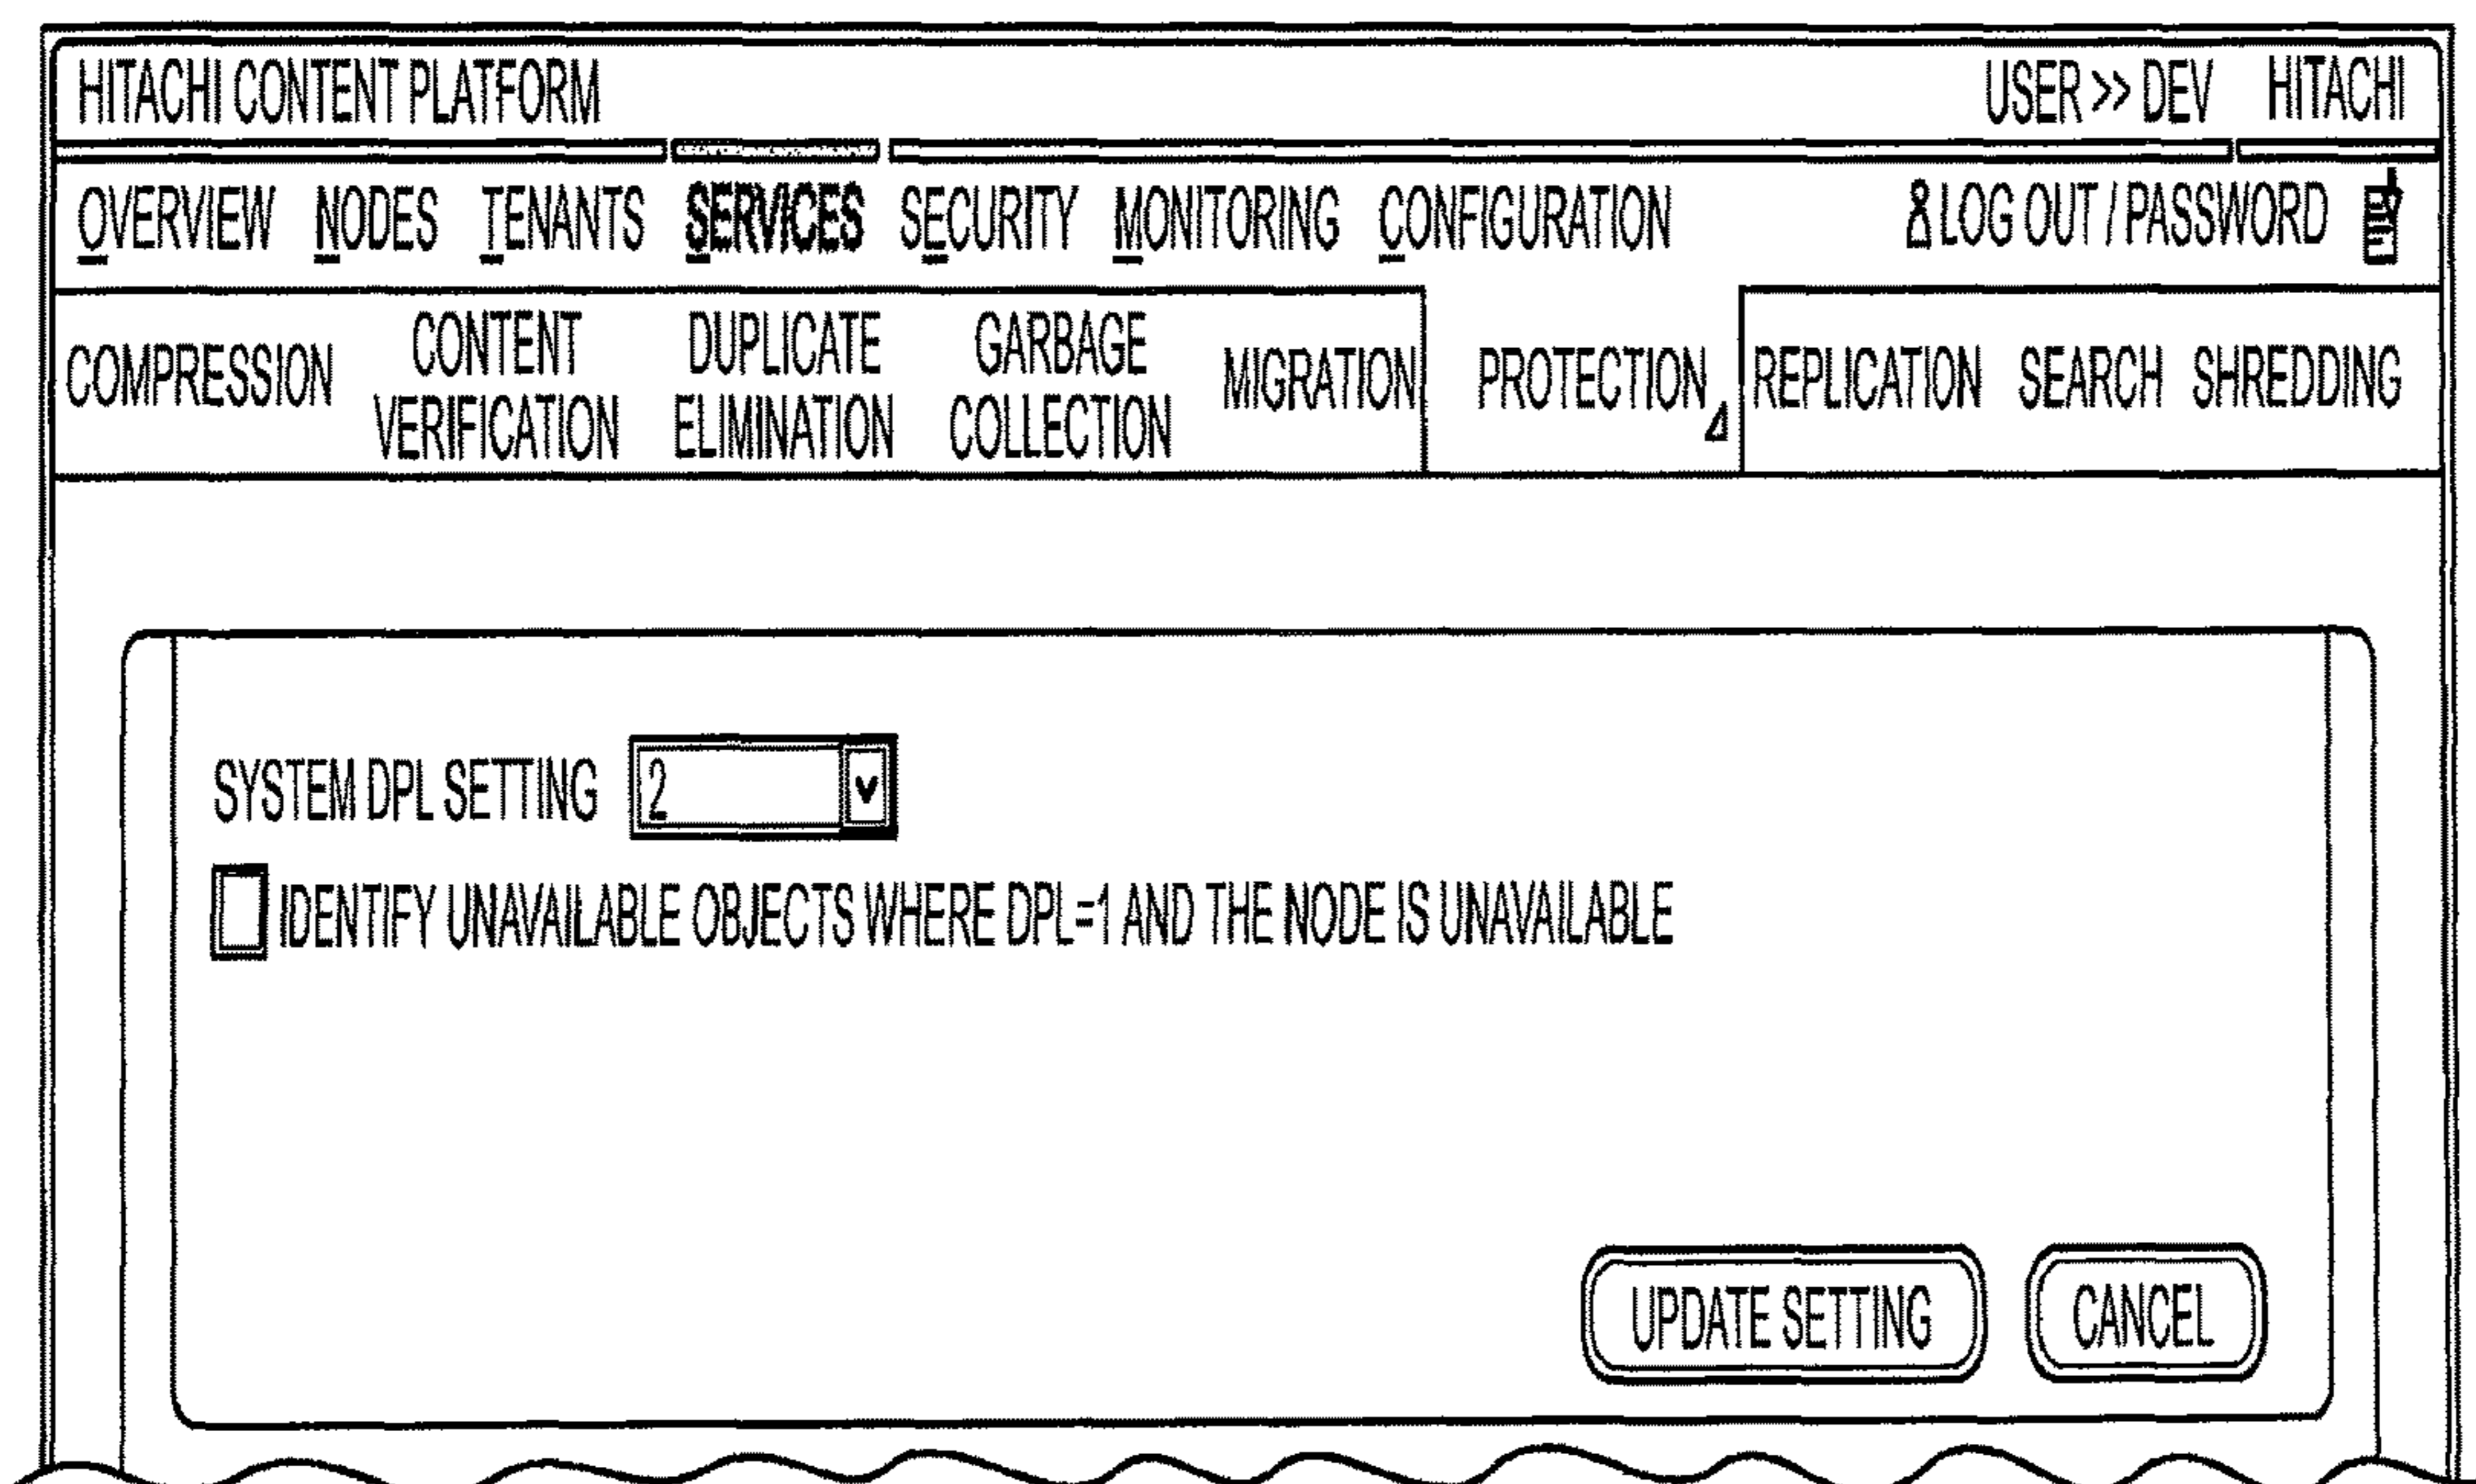 HITACHI CONTENT PLATFORM USER >> DEV HITACHI
OVERVIEW NODES TENANTS SERVICES SECURITY MONITORING CONFIGURATION LOG OUT / PASSWORD
COMPRESSION CONTENT VERIFICATION DUPLICATE ELIMINATION GARBAGE COLLECTION MIGRATION PROTECTION REPLICATION SEARCH SHREDDING
SYSTEM DPL SETTING 2
IDENTIFY UNAVAILABLE OBJECTS WHERE DPL=1 AND THE NODE IS UNAVAILABLE
UPDATE SETTING CANCEL